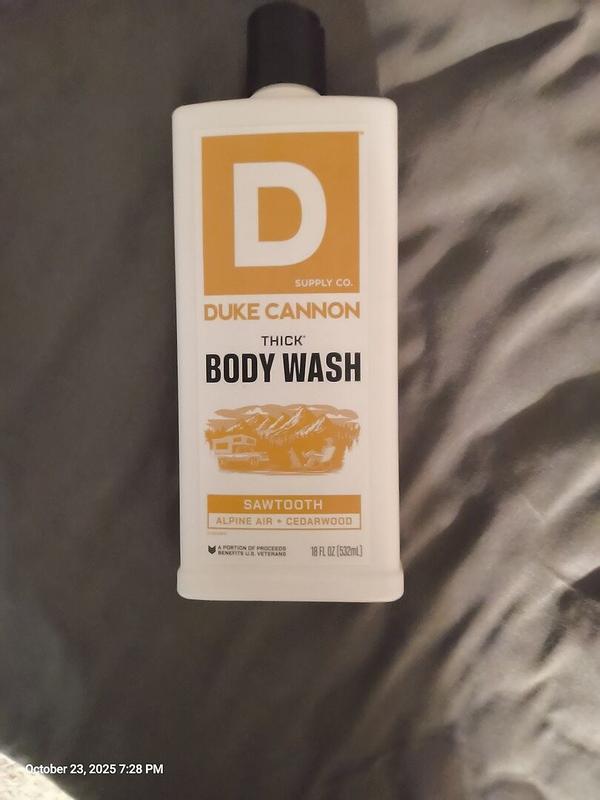 D
™
SUPPLY CO.
DUKE CANNON
THICK®
BODY WASH
SAWTOOTH
ALPINE AIR + CEDARWOOD
A PORTION OF PROCEEDS
BENEFITS U.S. VETERANS
18 FL OZ (532mL)
October 23, 2025 7:28 PM